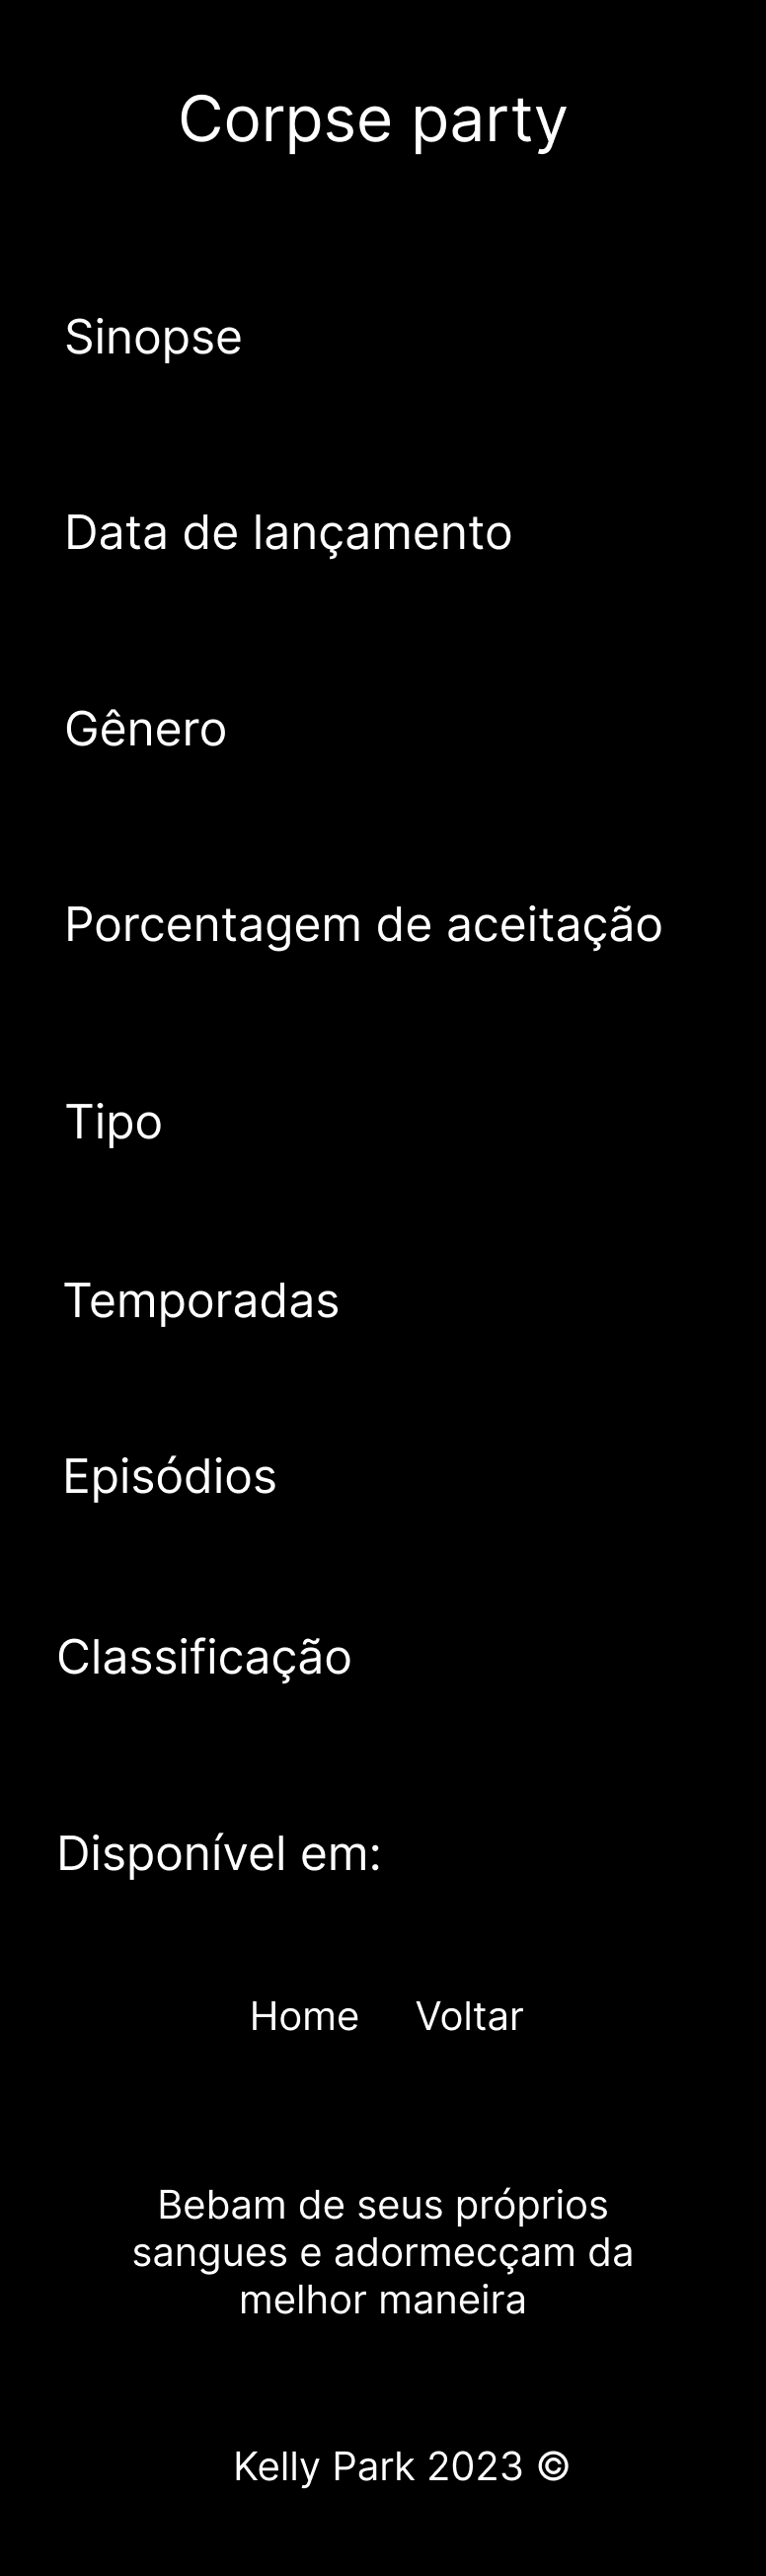 Corpse party
Sinopse
Data de lançamento
Gênero
Porcentagem de aceitação
Tipo
Temporadas
Episódios
Classificação
Disponível em:
Home Voltar
Bebam de seus próprios
sangues e adormecçam da
melhor maneira
Kelly Park 2023 ©